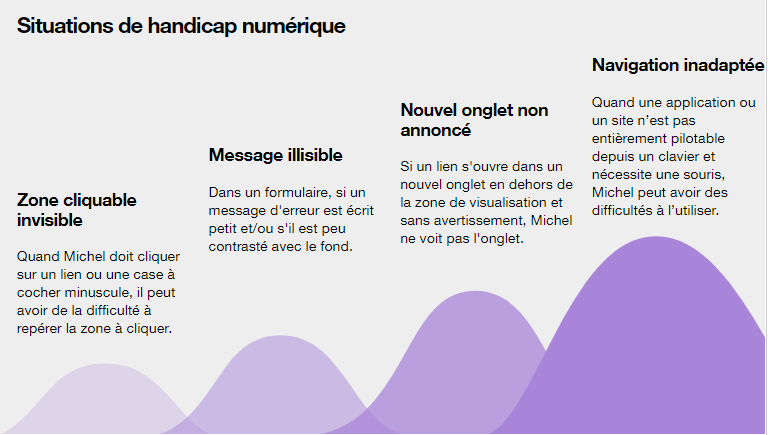 Situations de handicap numérique
Zone cliquable
invisible
Quand Michel doit cliquer
sur un lien ou une case à
cocher minuscule, il peut
avoir de la difficulté à
repérer la zone à cliquer.
Message illisible
Dans un formulaire, si un
message d'erreur est écrit
petit et/ou s'il est peu
contrasté avec le fond.
Nouvel onglet non
annoncé
Si un lien s'ouvre dans un
nouvel onglet en dehors de
la zone de visualisation et
sans avertissement, Michel
ne voit pas l'onglet.
Navigation inadaptée
Quand une application ou
un site n’est pas
entièrement pilotable
depuis un clavier et
nécessite une souris,
Michel peut avoir des
difficultés à l’utiliser.